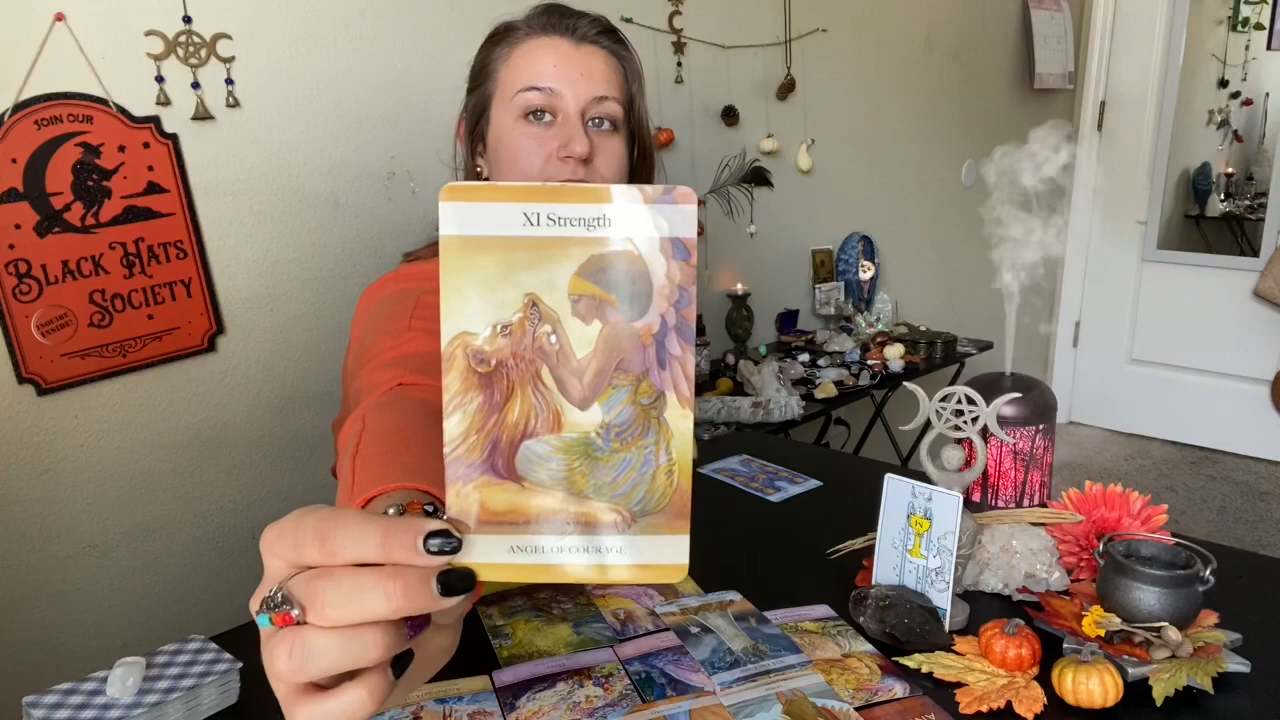 JOIN OUR
BLACK HATS
SOCIETY
INQUIRE
INSIDE!
XI Strength
ANGEL OF COURAGE